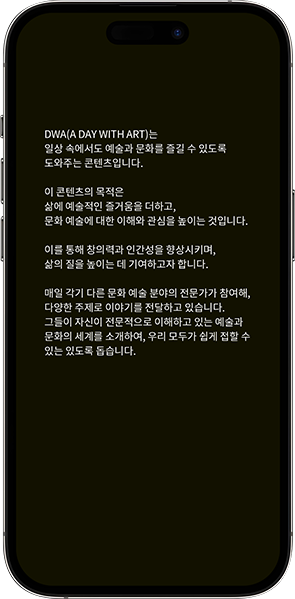 DWA(A DAY WITH ART)는
일상 속에서도 예술과 문화를 즐길 수 있도록
도와주는 콘텐츠입니다.
이 콘텐츠의 목적은
삶에 예술적인 즐거움을 더하고,
문화 예술에 대한 이해와 관심을 높이는 것입니다.
이를 통해 창의력과 인간성을 향상시키며,
삶의 질을 높이는 데 기여하고자 합니다.
매일 각기 다른 문화 예술 분야의 전문가가 참여해,
다양한 주제로 이야기를 전달하고 있습니다.
그들이 자신이 전문적으로 이해하고 있는 예술과
문화의 세계를 소개하여, 우리 모두가 쉽게 접할 수
있는 있도록 돕습니다.